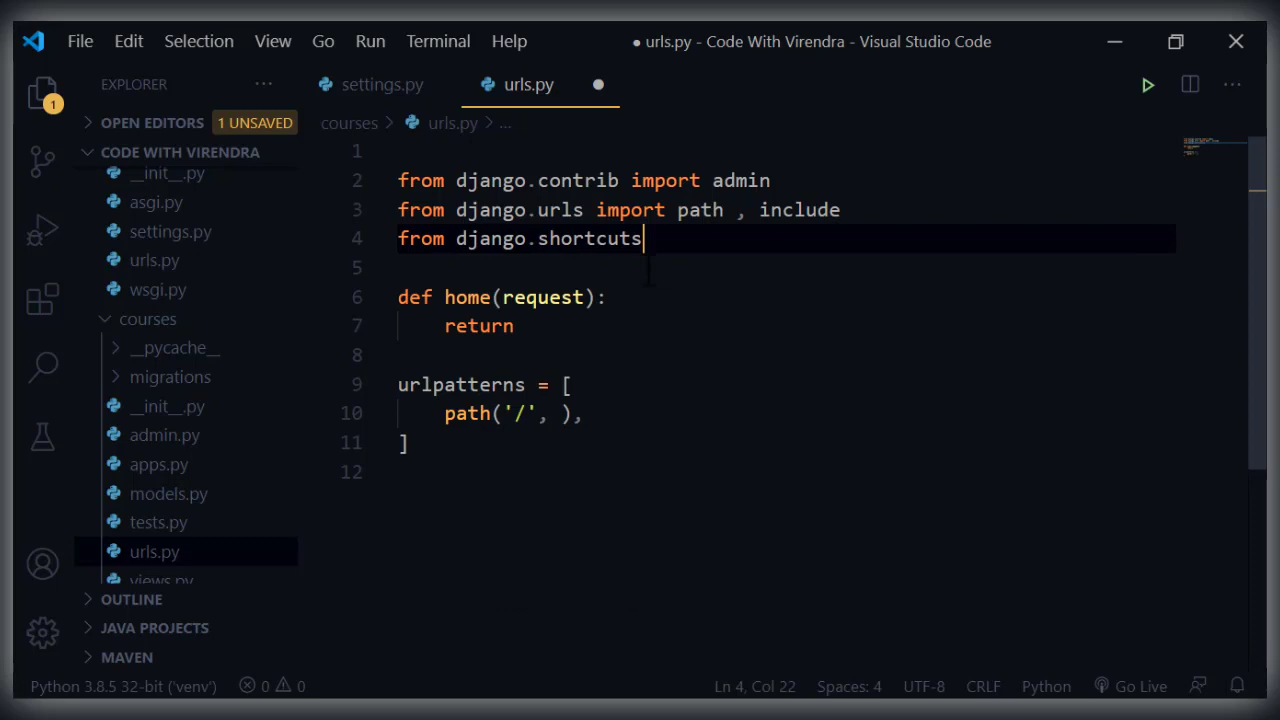 File Edit Selection View Go Run Terminal Help ● urls.py - Code With Virendra - Visual Studio Code
EXPLORER ···
settings.py urls.py
1
OPEN EDITORS 1 UNSAVED
courses > urls.py > ...
CODE WITH VIRENDRA
__init__.py
asgi.py
settings.py
urls.py
wsgi.py
courses
__pycache__
migrations
__init__.py
admin.py
apps.py
models.py
tests.py
urls.py
views.py
OUTLINE
JAVA PROJECTS
MAVEN
1
2 from django.contrib import admin
3 from django.urls import path , include
4 from django.shortcuts
5
6 def home(request):
7 return
8
9 urlpatterns = [
10 path('/', ),
11 ]
12
Python 3.8.5 32-bit ('venv') 0 0 Ln 4, Col 22 Spaces: 4 UTF-8 CRLF Python Go Live